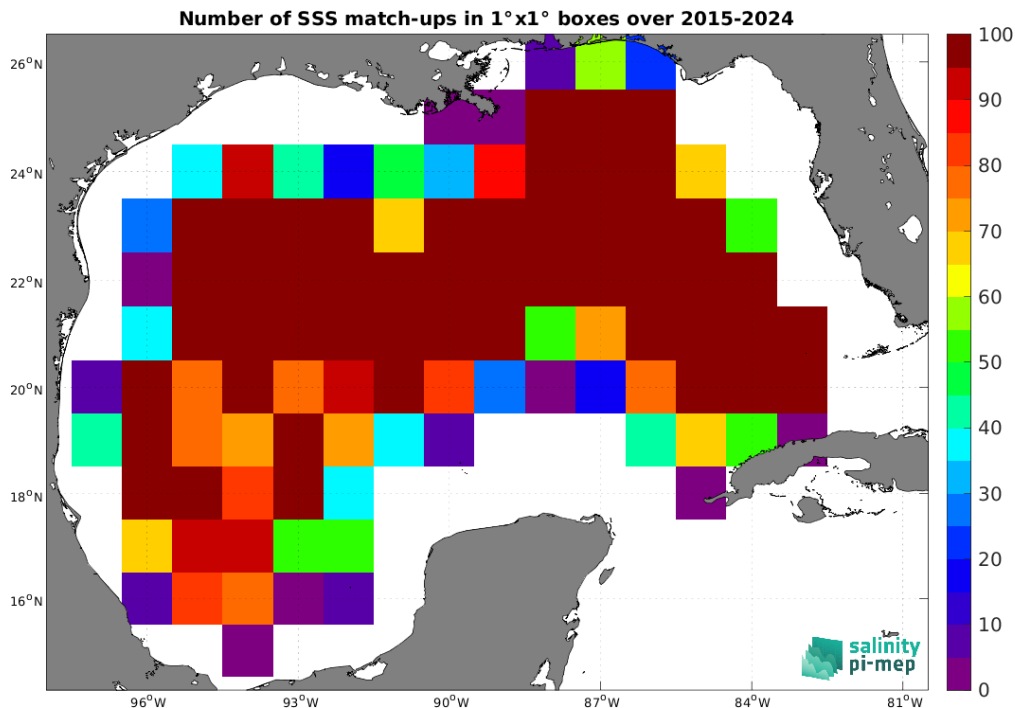 Number of SSS match-ups in 1°x1° boxes over 2015-2024
26°N
24°N
22°N
20°N
18°N
16°N
96°W
93°W
90°W
87°W
84°W
81°W
100
90
80
70
60
50
40
30
20
10
0
salinity
pi-mep